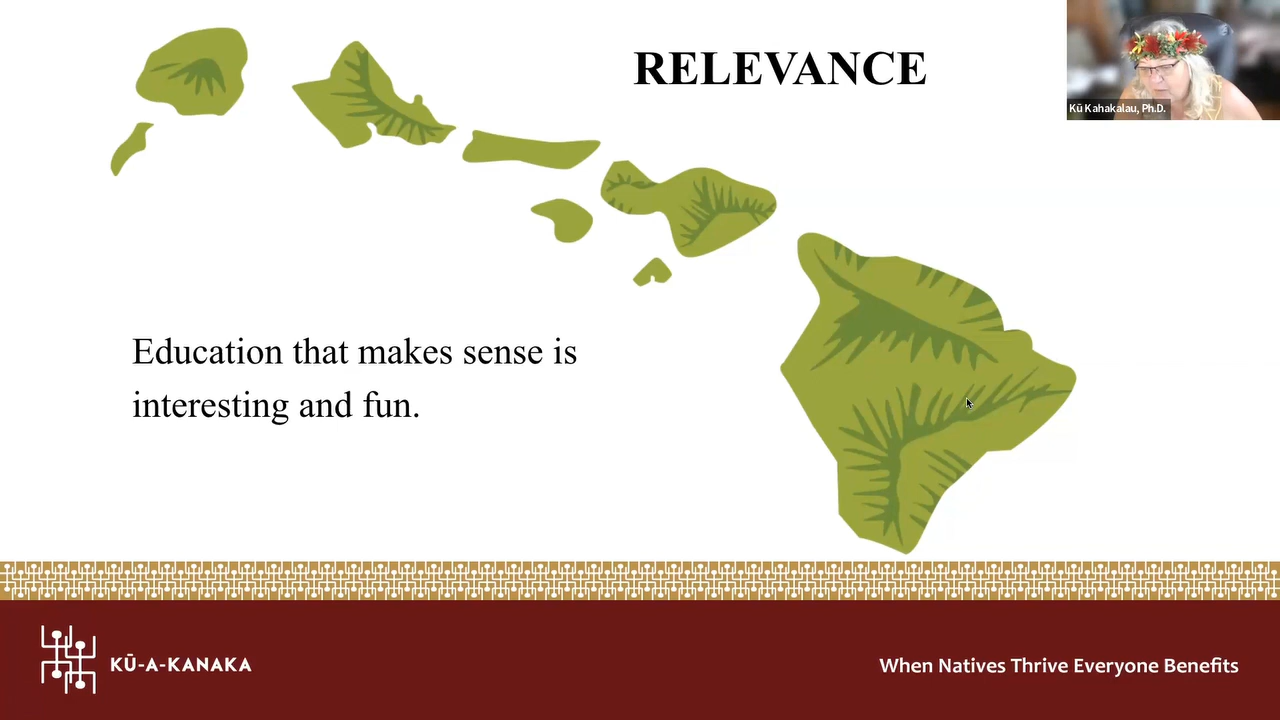 RELEVANCE
Kū Kahakalau, Ph.D.
Education that makes sense is
interesting and fun.
KŪ-A-KANAKA
When Natives Thrive Everyone Benefits